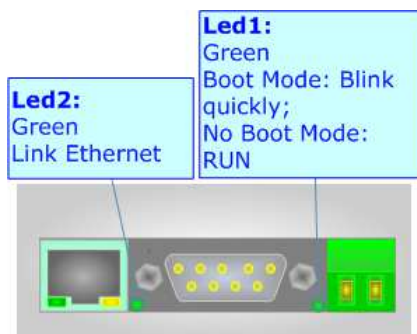 Led2:
Green
Link Ethernet
Led1:
Green
Boot Mode: Blink
quickly;
No Boot Mode:
RUN